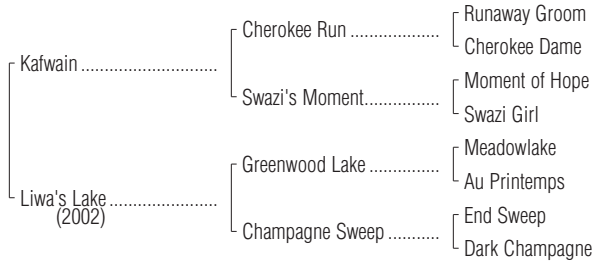 Runaway Groom
Cherokee Run ...................
Cherokee Dame
Kafwain .............................
Moment of Hope
Swazi's Moment................
Swazi Girl
Meadowlake
Greenwood Lake ...............
Au Printemps
Liwa's Lake .......................
(2002)
End Sweep
Champagne Sweep ...........
Dark Champagne